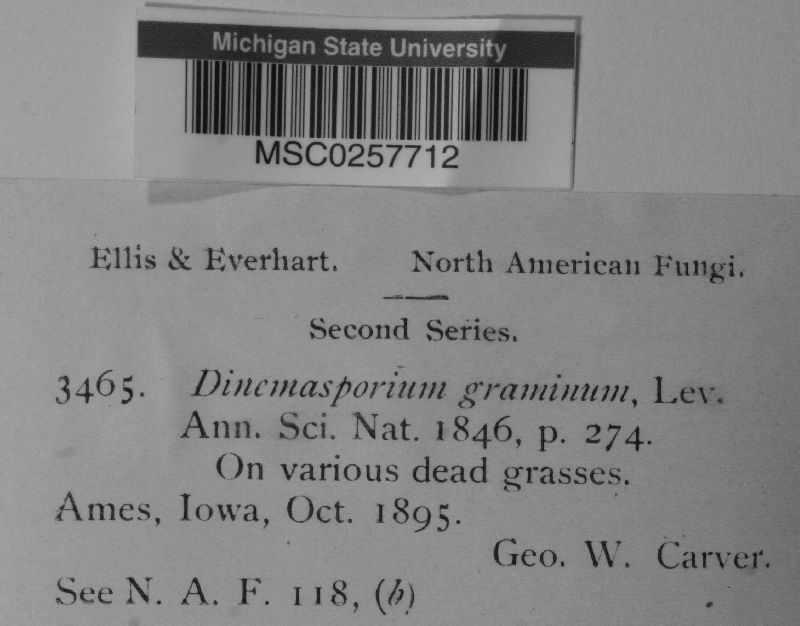 Michigan State University
MSC0257712
Ellis & Everhart. North American Fungi.
Second Series.
3465. Dinemasporium graminum, Lev.
Ann. Sci. Nat. 1846, p. 274.
On various dead grasses.
Ames, Iowa, Oct. 1895.
Geo. W. Carver.
See N. A. F. 118, (b)